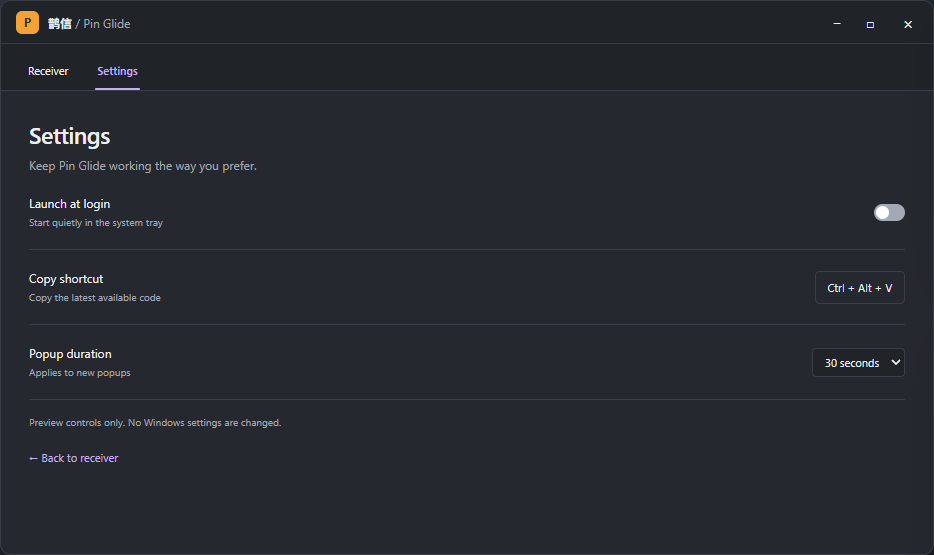 P 鹊信 / Pin Glide
Receiver Settings
Settings
Keep Pin Glide working the way you prefer.
Launch at login
Start quietly in the system tray
Copy shortcut
Copy the latest available code
Ctrl + Alt + V
Popup duration
Applies to new popups
30 seconds
Preview controls only. No Windows settings are changed.
← Back to receiver